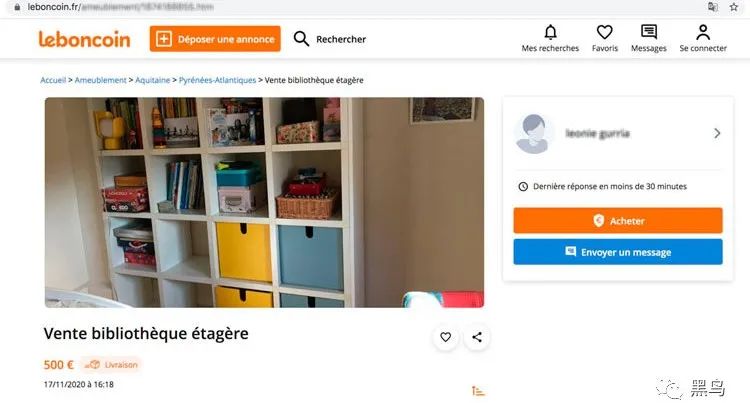 leboncoin.fr/
leboncoin
Déposer une annonce
Rechercher
Mes recherches
Favoris
Messages
Se connecter
Accueil > Ameublement > Aquitaine > Pyrénées-Atlantiques > Vente bibliothèque étagère
Dernière réponse en moins de 30 minutes
Acheter
Envoyer un message
Vente bibliothèque étagère
500 € Livraison
17/11/2020 à 16:18
黑鸟